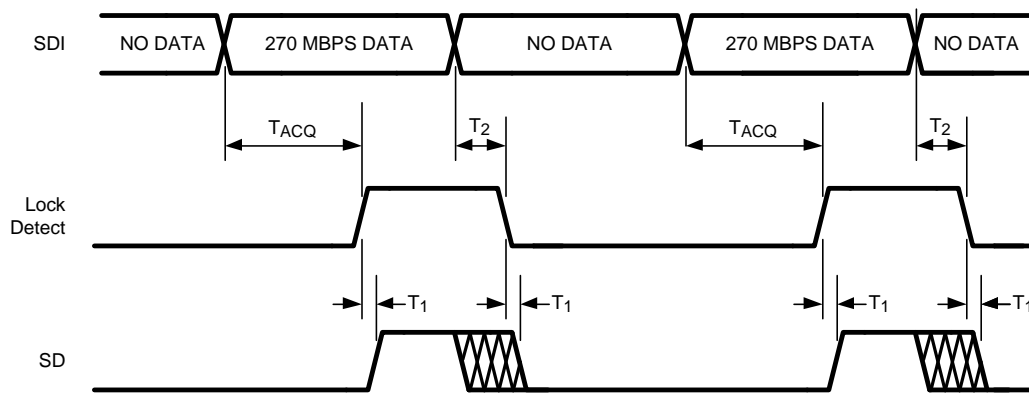 SDI
NO DATA
270 MBPS DATA
NO DATA
270 MBPS DATA
NO DATA
TACQ
T2
TACQ
T2
Lock
Detect
T1
T1
T1
T1
SD